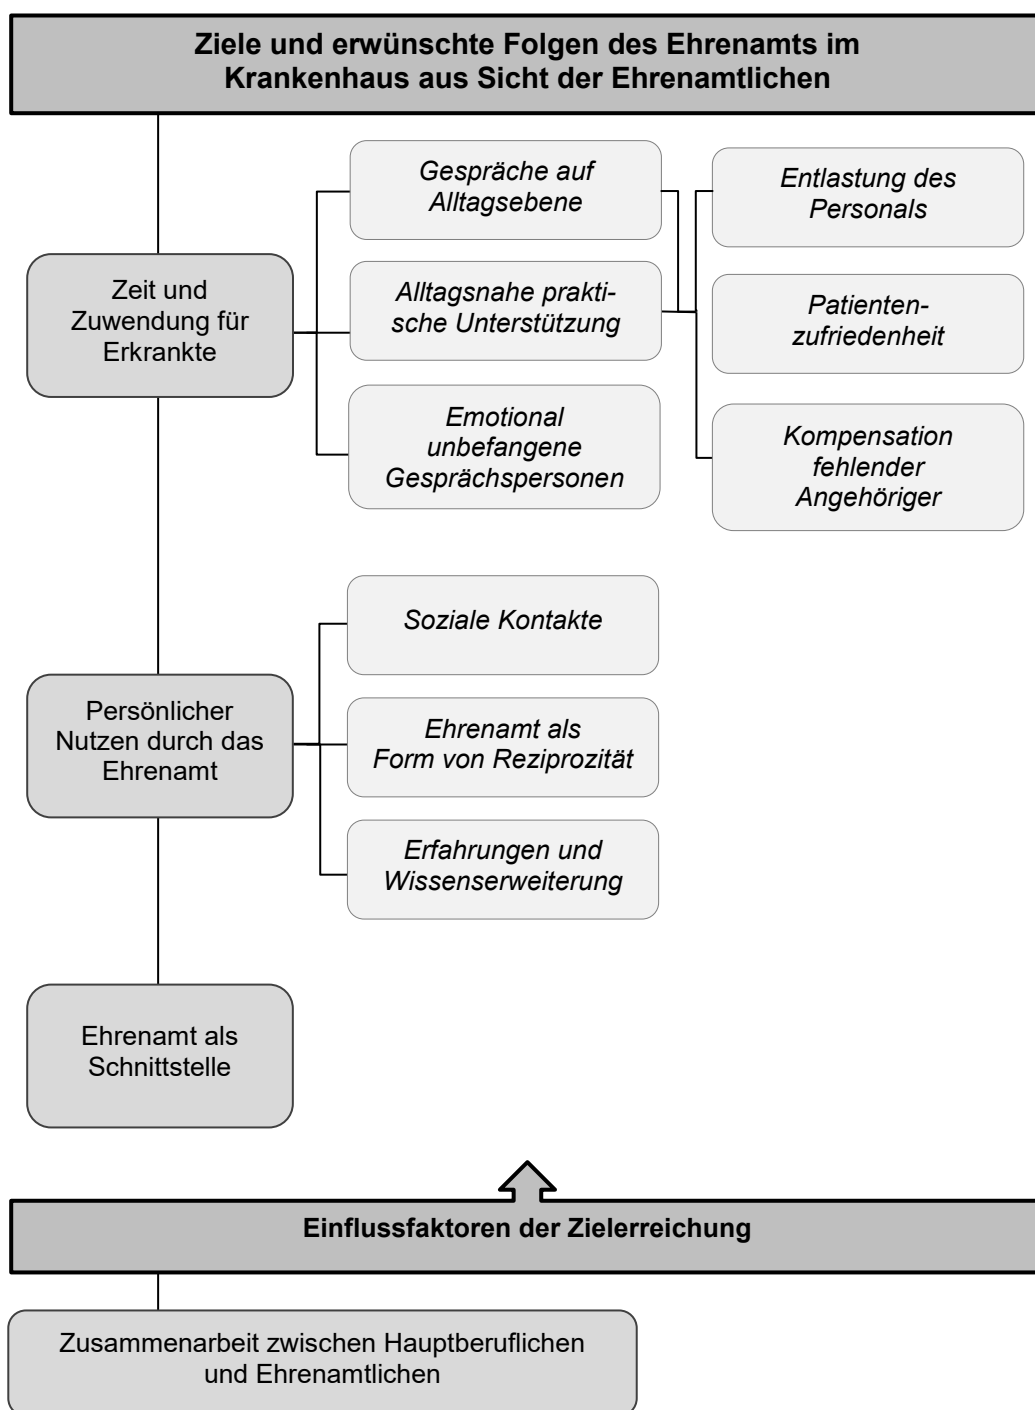 Ziele und erwünschte Folgen des Ehrenamts im
Krankenhaus aus Sicht der Ehrenamtlichen
Zeit und
Zuwendung für
Erkrankte
Gespräche auf
Alltagsebene
Alltagsnahe prakti-
sche Unterstützung
Emotional
unbefangene
Gesprächspersonen
Entlastung des
Personals
Patienten-
zufriedenheit
Kompensation
fehlender
Angehöriger
Persönlicher
Nutzen durch das
Ehrenamt
Soziale Kontakte
Ehrenamt als
Form von Reziprozität
Erfahrungen und
Wissenserweiterung
Ehrenamt als
Schnittstelle
Einflussfaktoren der Zielerreichung
Zusammenarbeit zwischen Hauptberuflichen
und Ehrenamtlichen